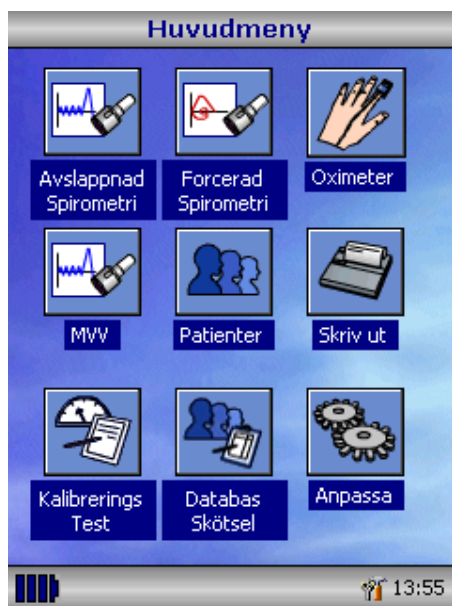 Huvudmeny
Avslappnad
Spirometri
Forcerad
Spirometri
Oximeter
MVV
Patienter
Skriv ut
Kalibrerings
Test
Databas
Skötsel
Anpassa
13:55